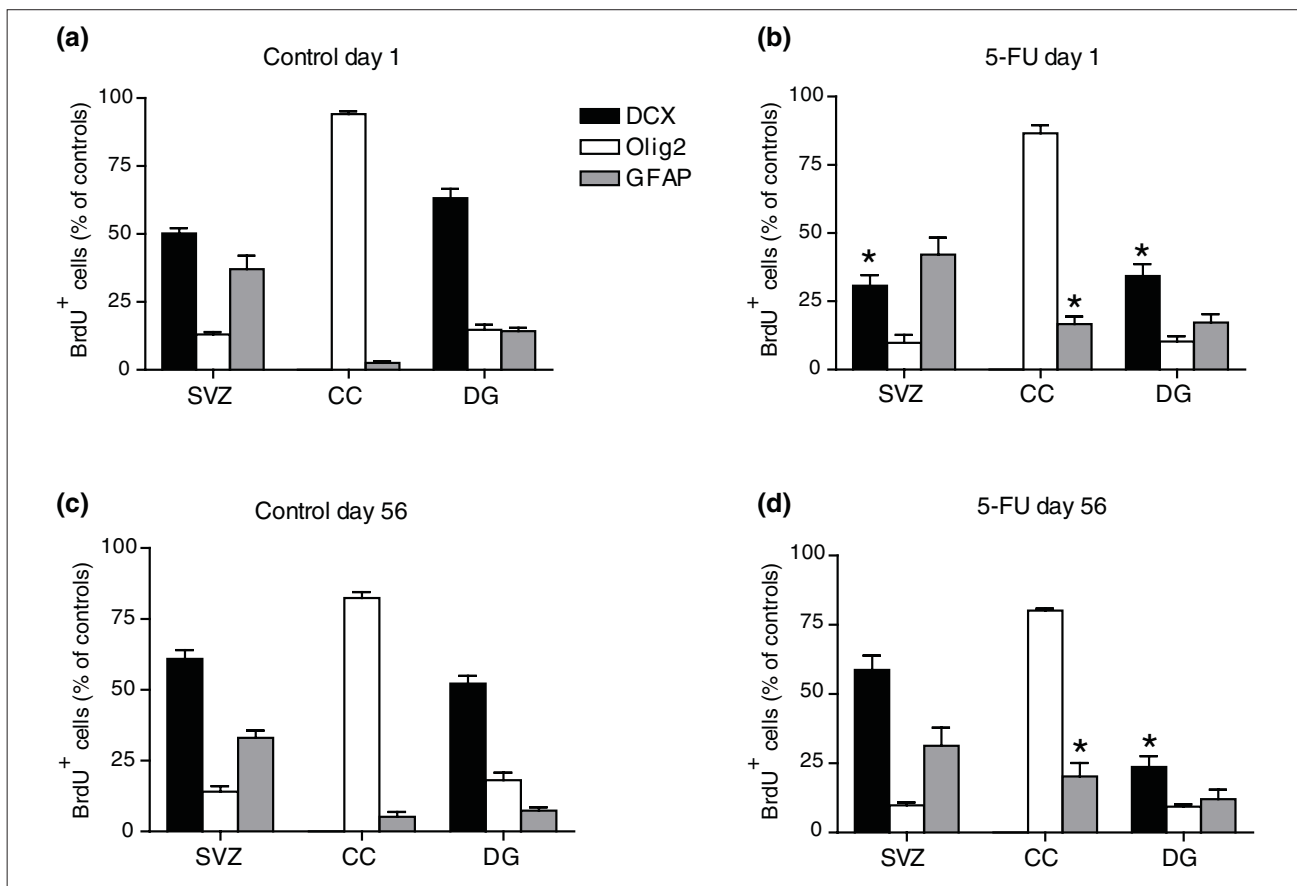 (a)
Control day 1
BrdU+ cells (% of controls)
100
75
50
25
0
SVZ CC DG
DCX
Olig2
GFAP
(b)
5-FU day 1
BrdU+ cells (% of controls)
100
75
50
25
0
*
*
*
SVZ CC DG
(c)
Control day 56
BrdU+ cells (% of controls)
100
75
50
25
0
SVZ CC DG
(d)
5-FU day 56
BrdU+ cells (% of controls)
100
75
50
25
0
*
*
SVZ CC DG